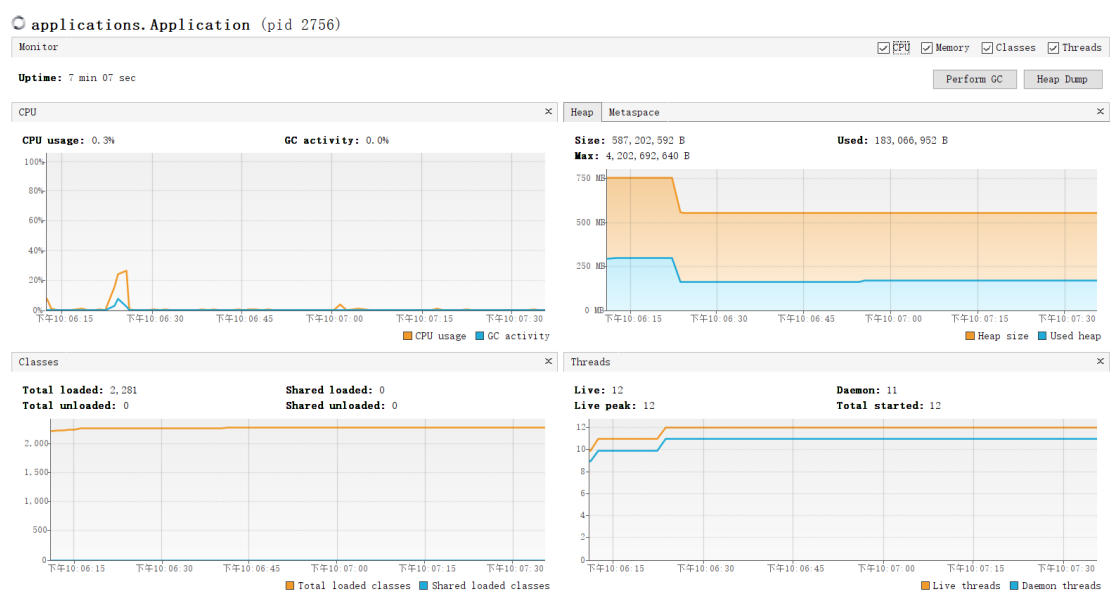 applications.Application (pid 2756)
Monitor
CPU Memory Classes Threads
Uptime: 7 min 07 sec
Perform GC Heap Dump
CPU
CPU usage: 0.3% GC activity: 0.0%
100%
80%
60%
40%
20%
0%
下午10:06:15 下午10:06:30 下午10:06:45 下午10:07:00 下午10:07:15 下午10:07:30
CPU usage GC activity
Heap Metaspace
Size: 587,202,592 B Used: 183,066,952 B
Max: 4,202,692,640 B
750 MB
500 MB
250 MB
0 MB
下午10:06:15 下午10:06:30 下午10:06:45 下午10:07:00 下午10:07:15 下午10:07:30
Heap size Used heap
Classes
Total loaded: 2,281 Shared loaded: 0
Total unloaded: 0 Shared unloaded: 0
2,000
1,500
1,000
500
0
下午10:06:15 下午10:06:30 下午10:06:45 下午10:07:00 下午10:07:15 下午10:07:30
Total loaded classes Shared loaded classes
Threads
Live: 12 Daemon: 11
Live peak: 12 Total started: 12
12
10
8
6
4
2
0
下午10:06:15 下午10:06:30 下午10:06:45 下午10:07:00 下午10:07:15 下午10:07:30
Live threads Daemon threads